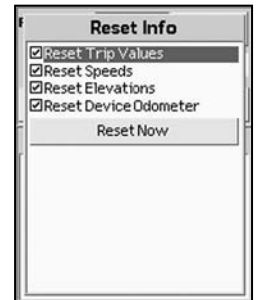 Reset Info
Reset Trip Values
Reset Speeds
Reset Elevations
Reset Device Odometer
Reset Now